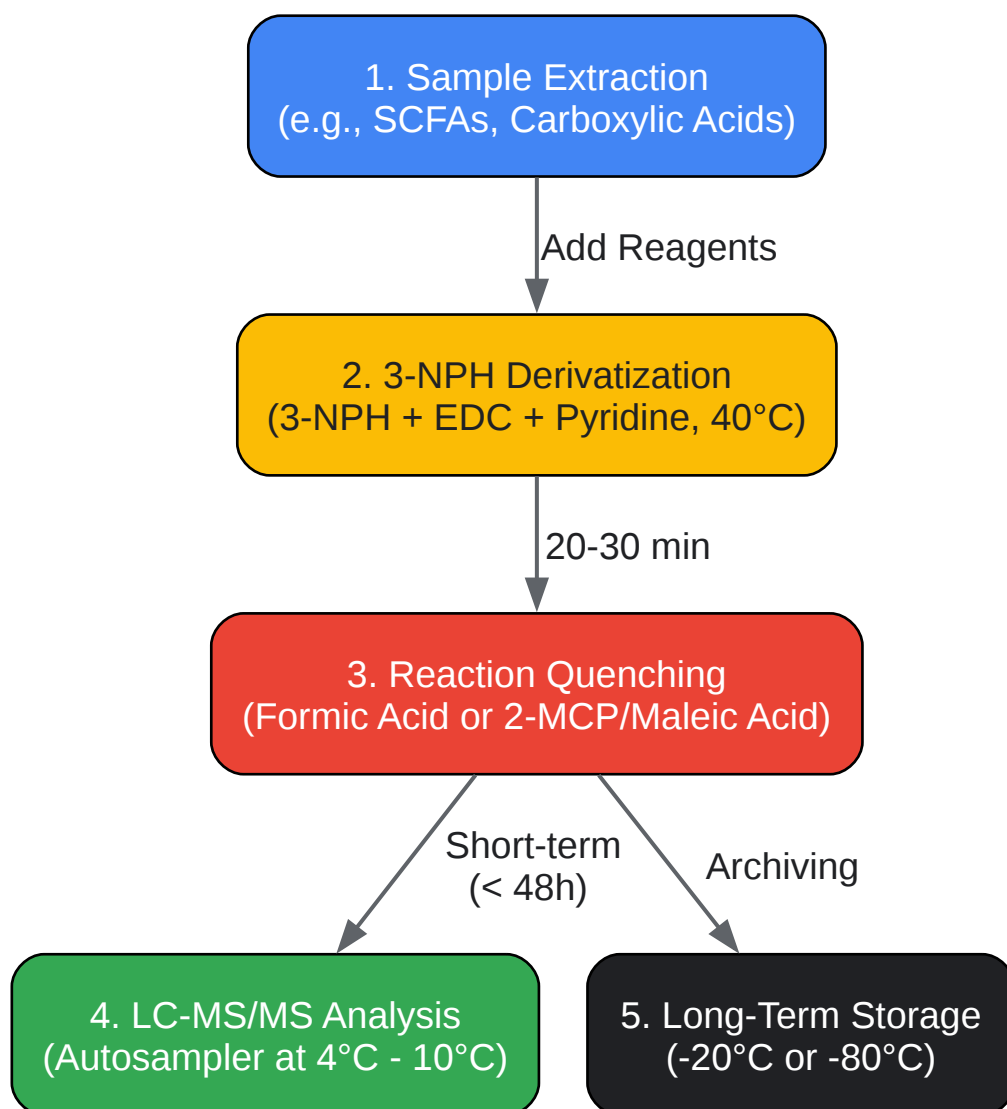 1. Sample Extraction
(e.g., SCFAs, Carboxylic Acids)
Add Reagents
2. 3-NPH Derivatization
(3-NPH + EDC + Pyridine, 40°C)
20-30 min
3. Reaction Quenching
(Formic Acid or 2-MCP/Maleic Acid)
Short-term
(< 48h)
Archiving
4. LC-MS/MS Analysis
(Autosampler at 4°C - 10°C)
5. Long-Term Storage
(-20°C or -80°C)